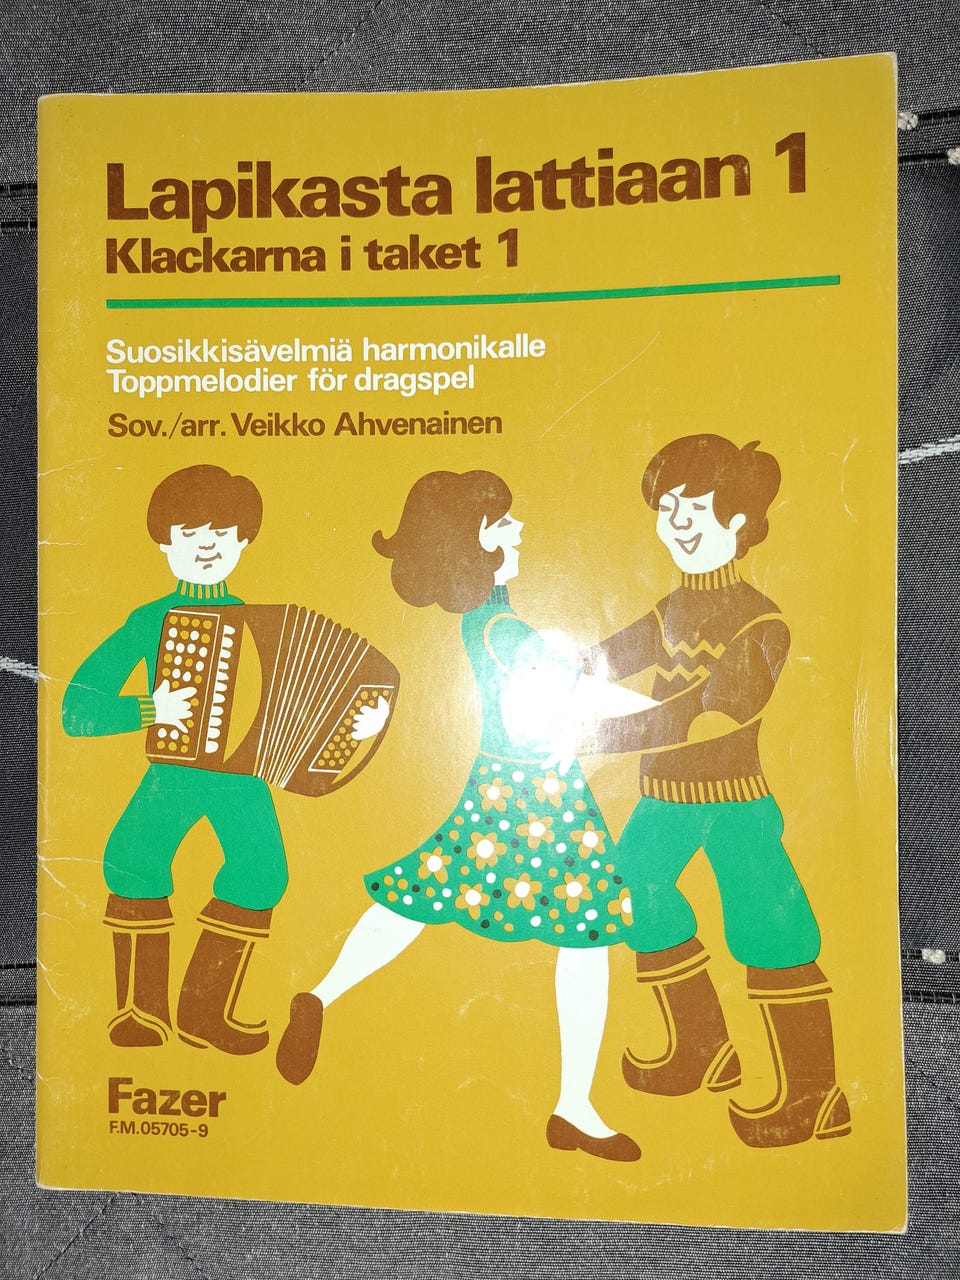 Lapikasta lattiaan 1
Klackarna i taket 1
Suosikkisävelmiä harmonikalle
Toppmelodier för dragspel
Sov./arr. Veikko Ahvenainen
Fazer
F.M. 05705-9